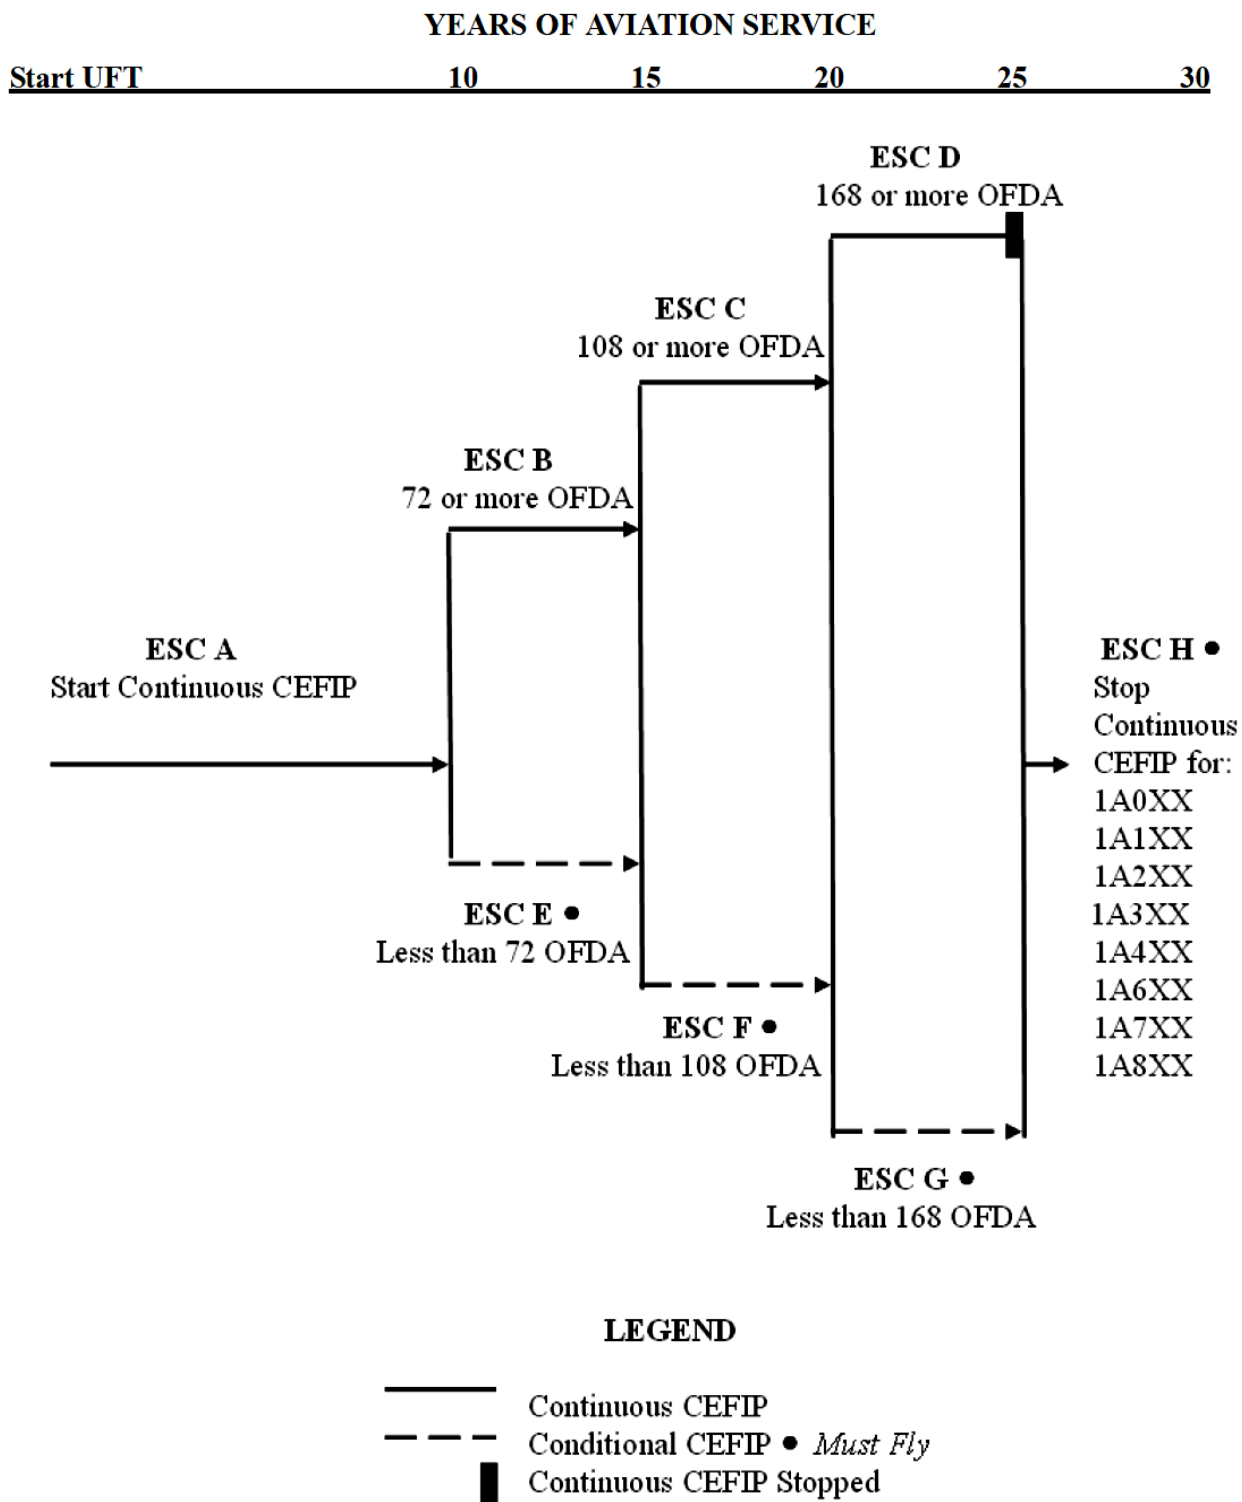 YEARS OF AVIATION SERVICE
Start UFT 10 15 20 25 30
ESC D
168 or more OFDA
ESC C
108 or more OFDA
ESC B
72 or more OFDA
ESC A
Start Continuous CEFIP
ESC H •
Stop
Continuous
CEFIP for:
1A0XX
1A1XX
1A2XX
1A3XX
1A4XX
1A6XX
1A7XX
1A8XX
ESC E •
Less than 72 OFDA
ESC F •
Less than 108 OFDA
ESC G •
Less than 168 OFDA
LEGEND
Continuous CEFIP
Conditional CEFIP • Must Fly
Continuous CEFIP Stopped